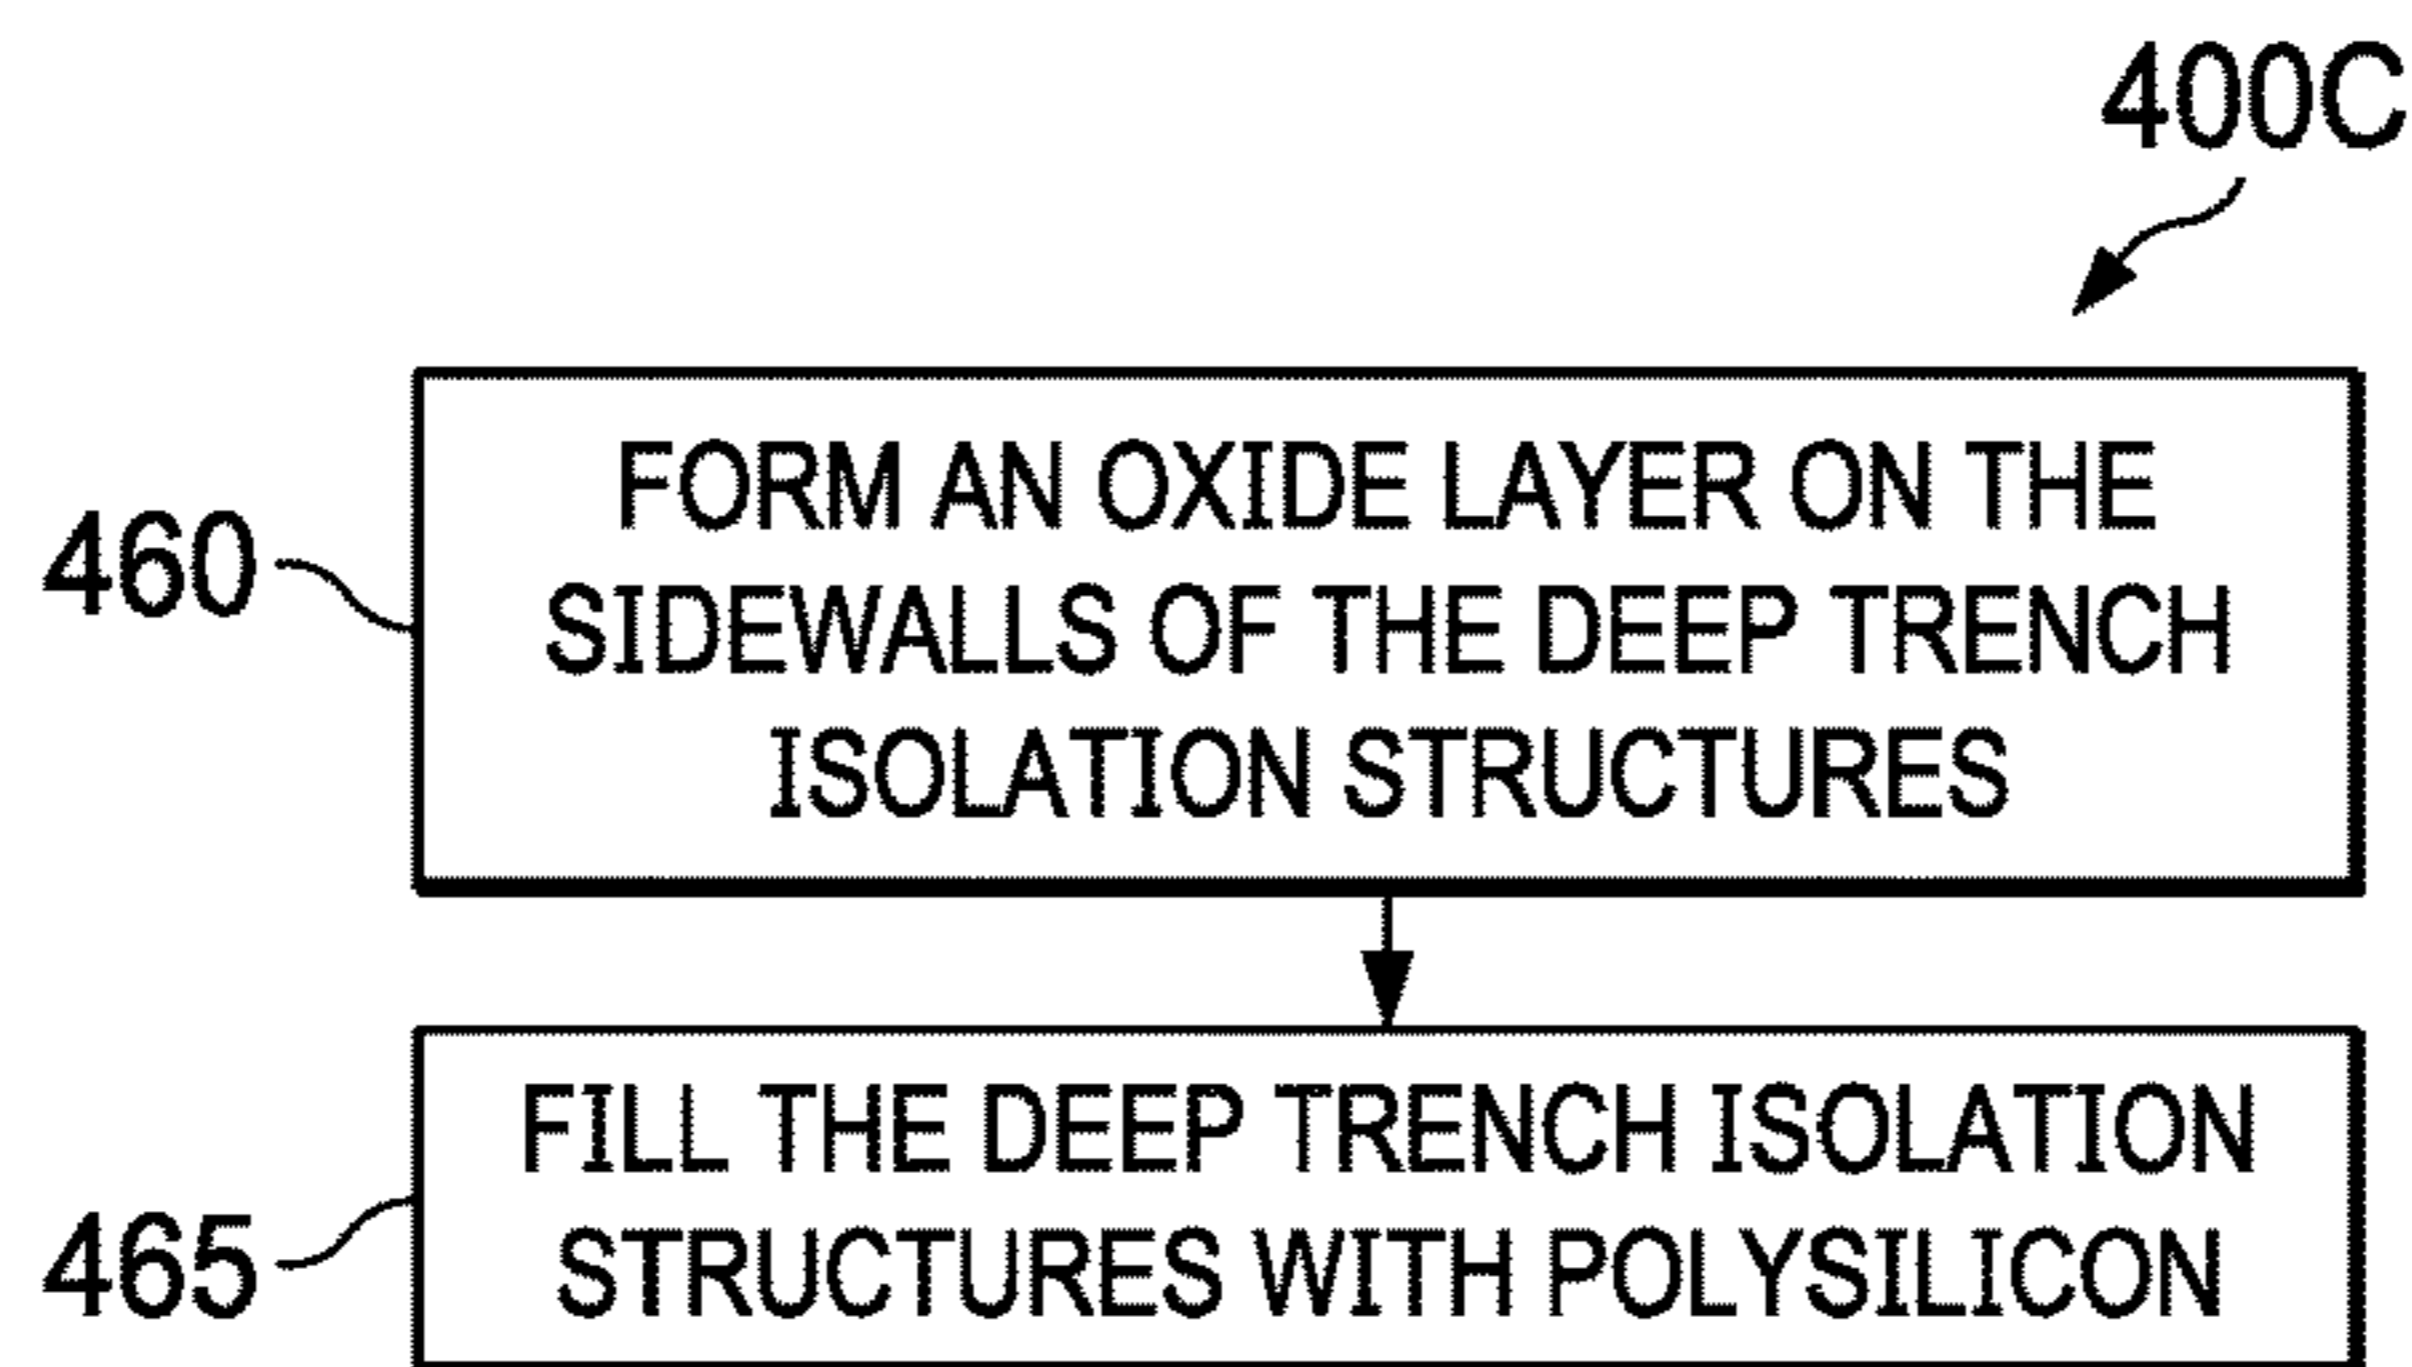 400C
460
FORM AN OXIDE LAYER ON THE
SIDEWALLS OF THE DEEP TRENCH
ISOLATION STRUCTURES
465
FILL THE DEEP TRENCH ISOLATION
STRUCTURES WITH POLYSILICON